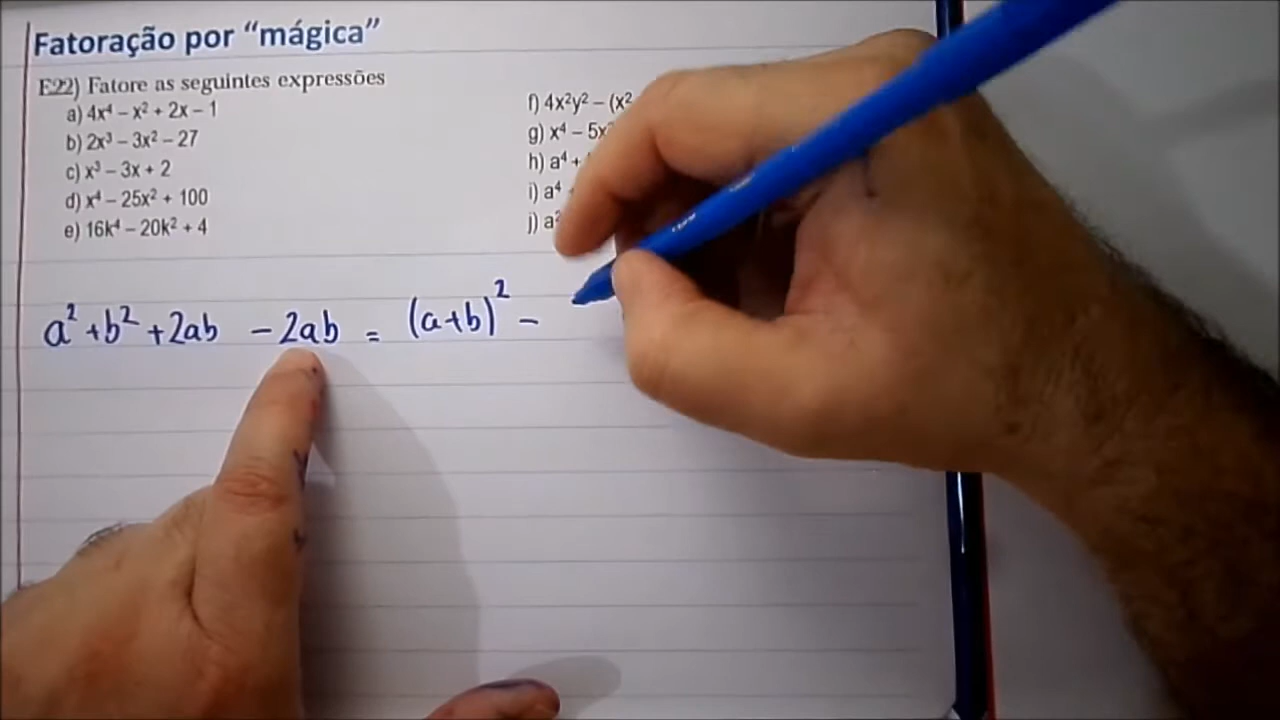 Fatoração por “mágica”
E22) Fatore as seguintes expressões
a) 4x⁴ – x² + 2x – 1
b) 2x³ – 3x² – 27
c) x³ – 3x + 2
d) x⁴ – 25x² + 100
e) 16k⁴ – 20k² + 4
f) 4x²y² – (x²
g) x⁴ – 5x
h) a⁴ +
i) a⁴
j) a²
a² + b² + 2ab – 2ab = (a+b)² –